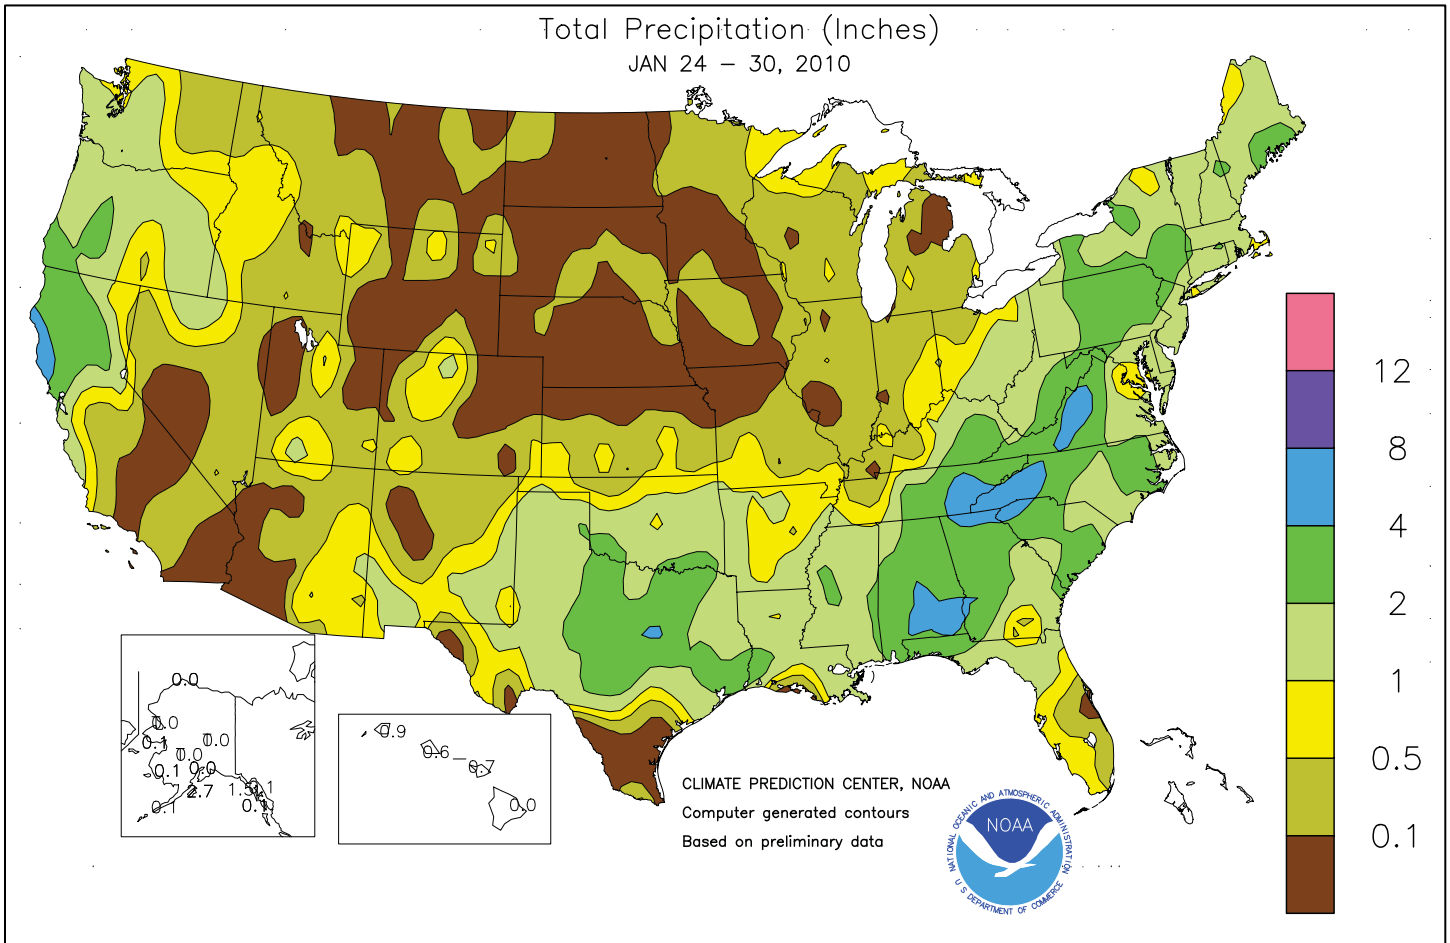 Total Precipitation (Inches)
JAN 24 – 30, 2010
12
8
4
2
1
0.5
0.1
0.0
0.0
0.1
0.0
0.0
0.1
0.0
2.7
1.5
0.1
0.1
0.9
0.6
0.7
0.0
CLIMATE PREDICTION CENTER, NOAA
Computer generated contours
Based on preliminary data
NATIONAL OCEANIC AND ATMOSPHERIC ADMINISTRATION
NOAA
U S DEPARTMENT OF COMMERCE